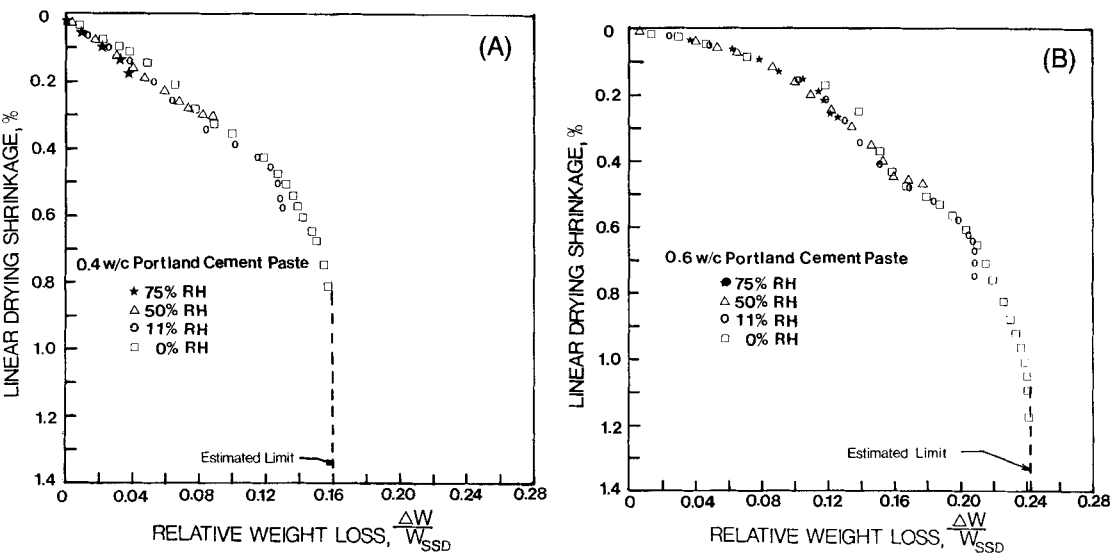 (A)
LINEAR DRYING SHRINKAGE, %
0
0.2
0.4
0.6
0.8
1.0
1.2
1.4
0.4 w/c Portland Cement Paste
★ 75% RH
△ 50% RH
o 11% RH
□ 0% RH
Estimated Limit
0 0.04 0.08 0.12 0.16 0.20 0.24 0.28
RELATIVE WEIGHT LOSS, ΔW
W_SSD
(B)
LINEAR DRYING SHRINKAGE, %
0
0.2
0.4
0.6
0.8
1.0
1.2
1.4
0.6 w/c Portland Cement Paste
★ 75% RH
△ 50% RH
o 11% RH
□ 0% RH
Estimated Limit
0 0.04 0.08 0.12 0.16 0.20 0.24 0.28
RELATIVE WEIGHT LOSS, ΔW
W_SSD